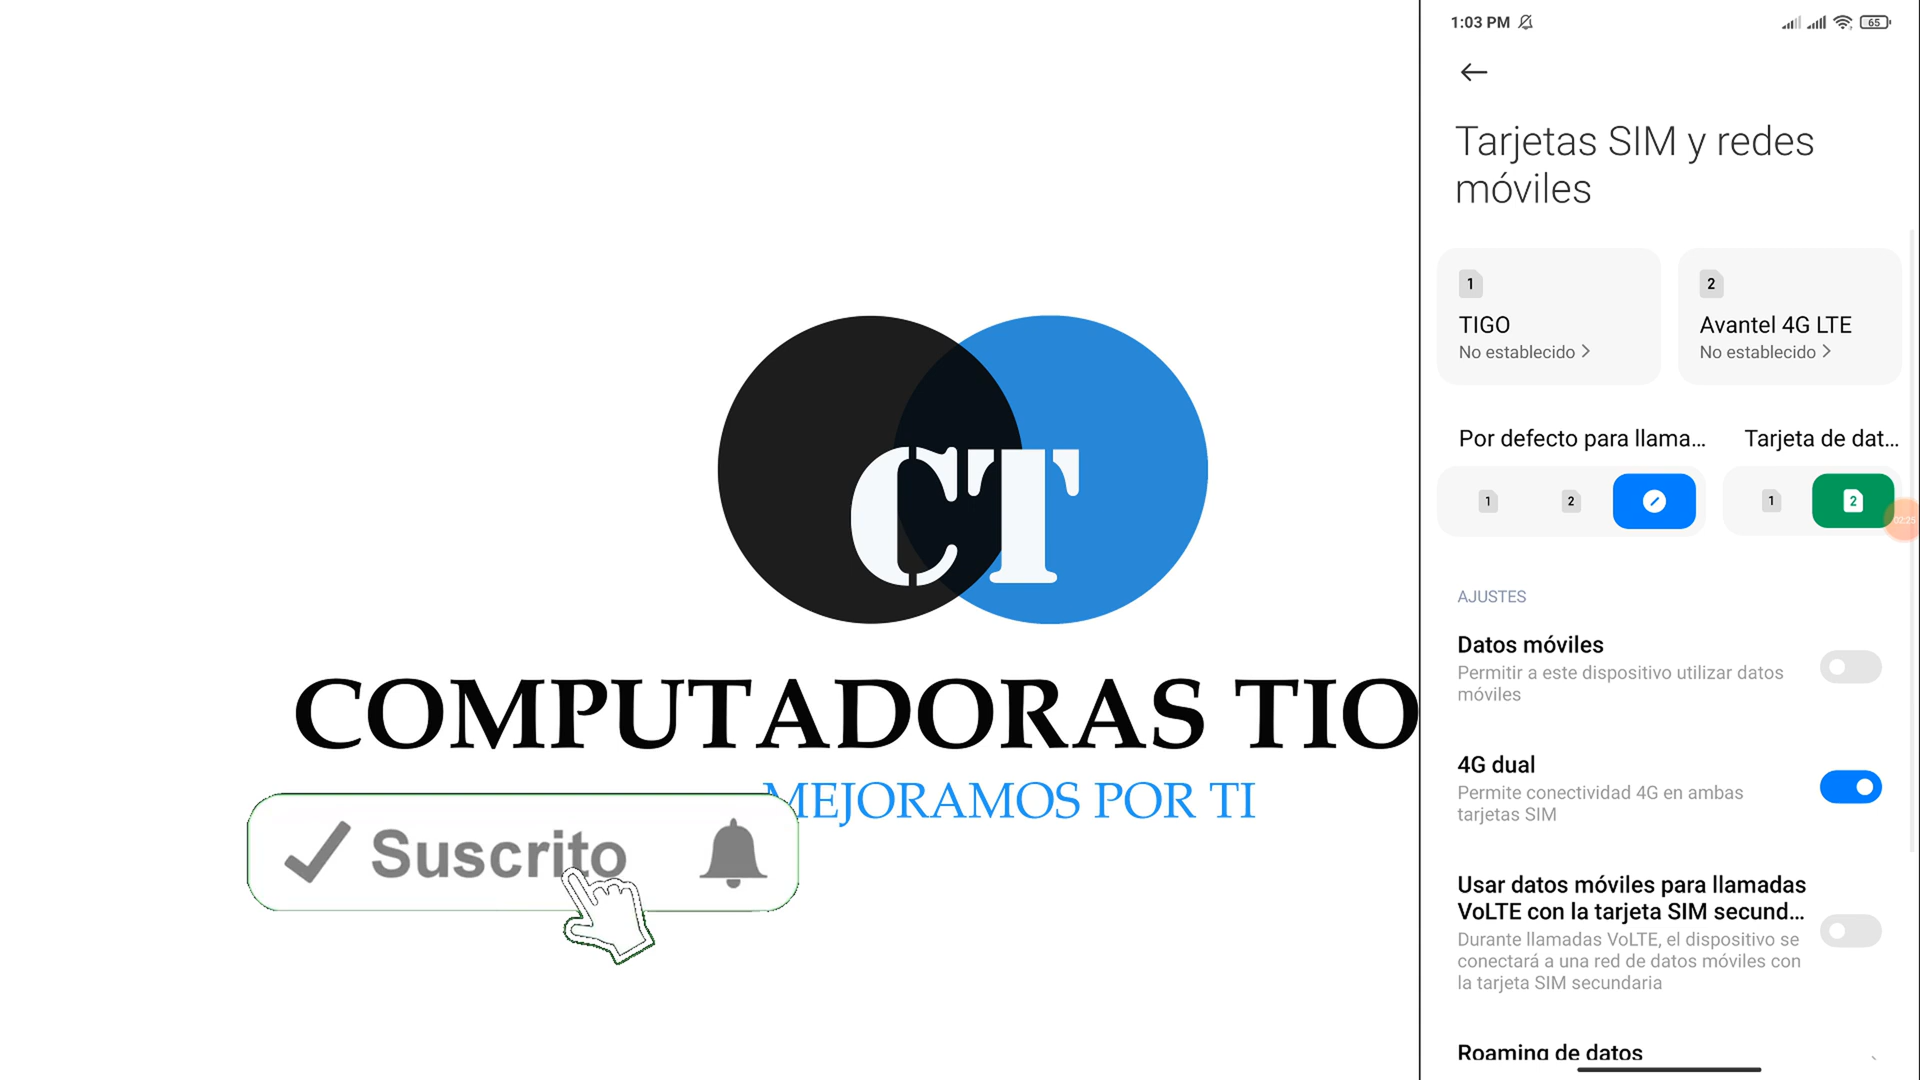 CT
COMPUTADORAS TIO
MEJORAMOS POR TI
Suscrito
1:03 PM
65
Tarjetas SIM y redes
móviles
1
TIGO
No establecido
2
Avantel 4G LTE
No establecido
Por defecto para llama...
1
2
Tarjeta de dat...
1
2
02:25
AJUSTES
Datos móviles
Permitir a este dispositivo utilizar datos
móviles
4G dual
Permite conectividad 4G en ambas
tarjetas SIM
Usar datos móviles para llamadas
VoLTE con la tarjeta SIM secund...
Durante llamadas VoLTE, el dispositivo se
conectará a una red de datos móviles con
la tarjeta SIM secundaria
Roaming de datos